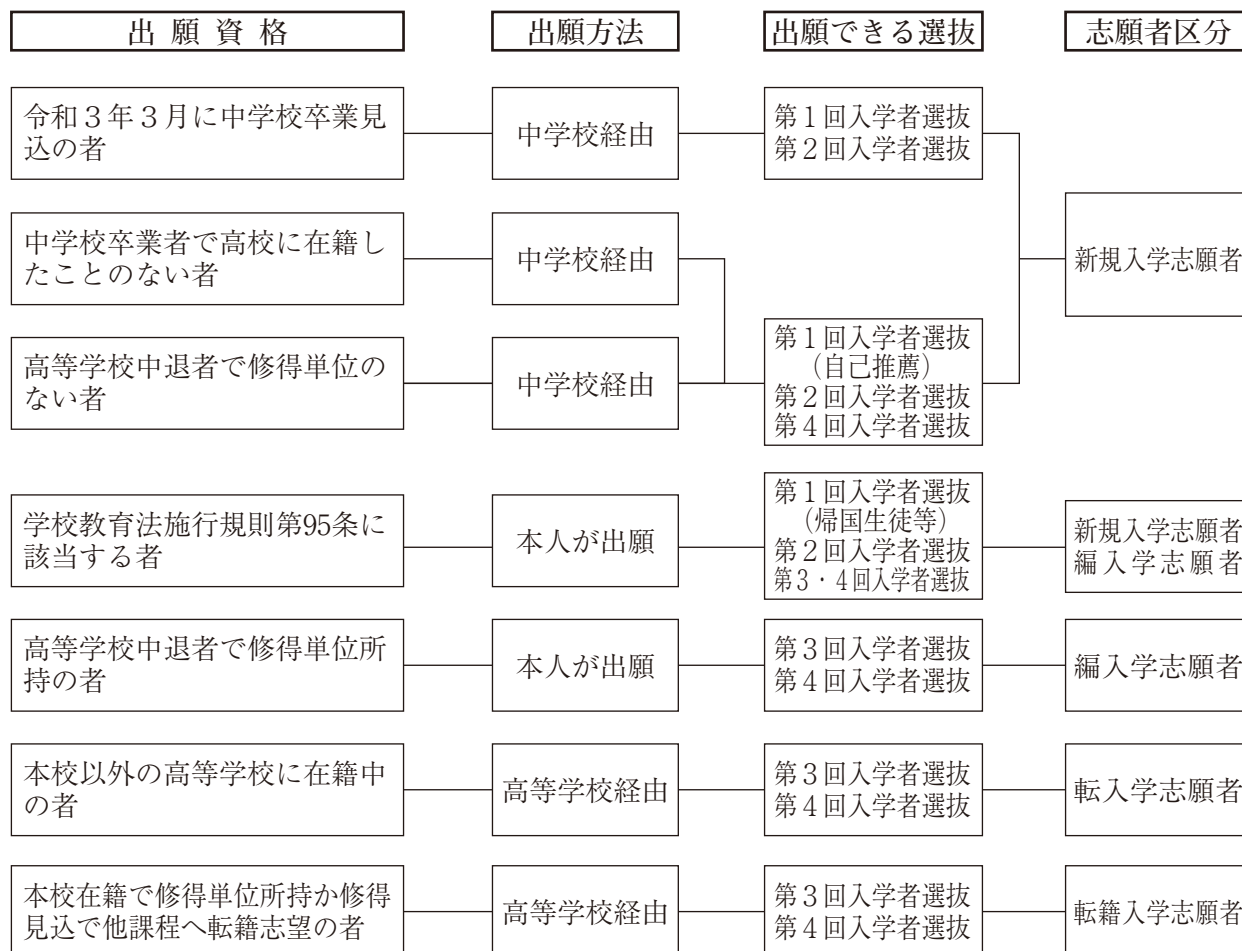 出願資格
出願方法
出願できる選抜
志願者区分
令和３年３月に中学校卒業見
込の者
中学校経由
第１回入学者選抜
第２回入学者選抜
中学校卒業者で高校に在籍し
たことのない者
中学校経由
新規入学志願者
高等学校中退者で修得単位の
ない者
中学校経由
第１回入学者選抜
（自己推薦）
第２回入学者選抜
第４回入学者選抜
学校教育法施行規則第95条に
該当する者
本人が出願
第１回入学者選抜
（帰国生徒等）
第２回入学者選抜
第３・４回入学者選抜
新規入学志願者
編入学志願者
高等学校中退者で修得単位所
持の者
本人が出願
第３回入学者選抜
第４回入学者選抜
編入学志願者
本校以外の高等学校に在籍中
の者
高等学校経由
第３回入学者選抜
第４回入学者選抜
転入学志願者
本校在籍で修得単位所持か修得
見込で他課程へ転籍志望の者
高等学校経由
第３回入学者選抜
第４回入学者選抜
転籍入学志願者